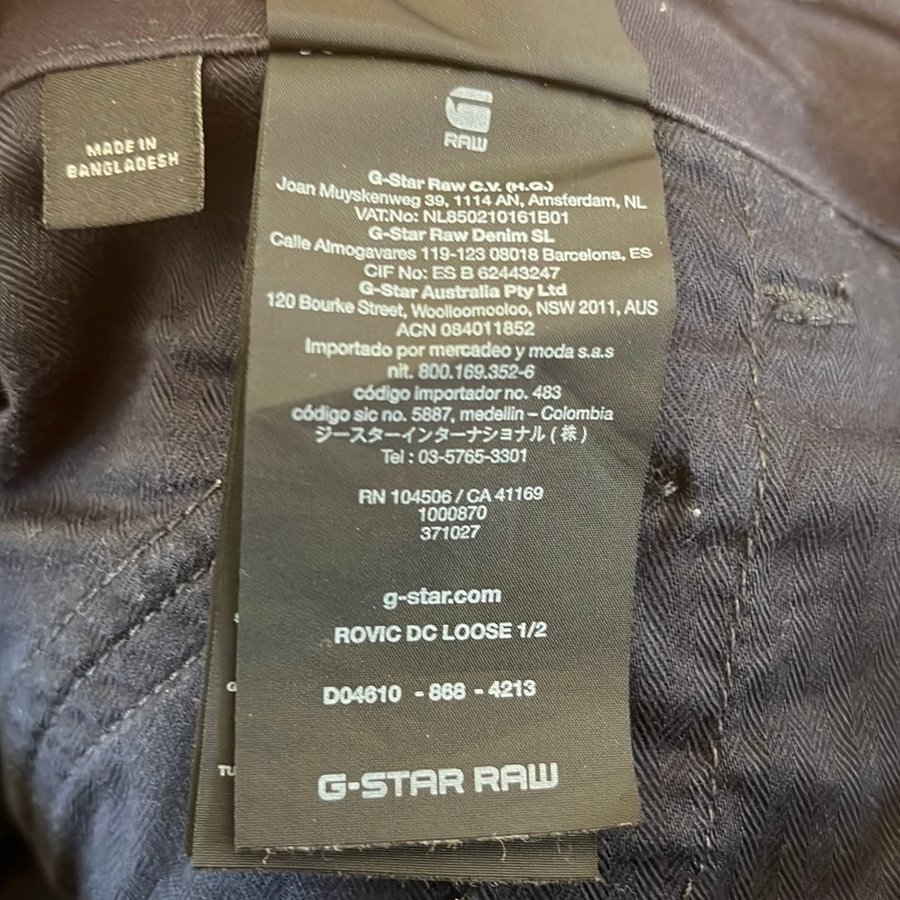 MADE IN
BANGLADESH
G
RAW
G-Star Raw C.V. (H.Q.)
Joan Muyskenweg 39, 1114 AN, Amsterdam, NL
VAT.No: NL850210161B01
G-Star Raw Denim SL
Calle Almogavares 119-123 08018 Barcelona, ES
CIF No: ES B 62443247
G-Star Australia Pty Ltd
120 Bourke Street, Woolloomooloo, NSW 2011, AUS
ACN 084011852
Importado por mercadeo y moda s.a.s
nit. 800.169.352-6
código importador no. 483
código sic no. 5887, medellin – Colombia
ジースターインターナショナル ( 株 )
Tel : 03-5765-3301
RN 104506 / CA 41169
1000870
371027
g-star.com
ROVIC DC LOOSE 1/2
D04610 - 868 - 4213
G-STAR RAW